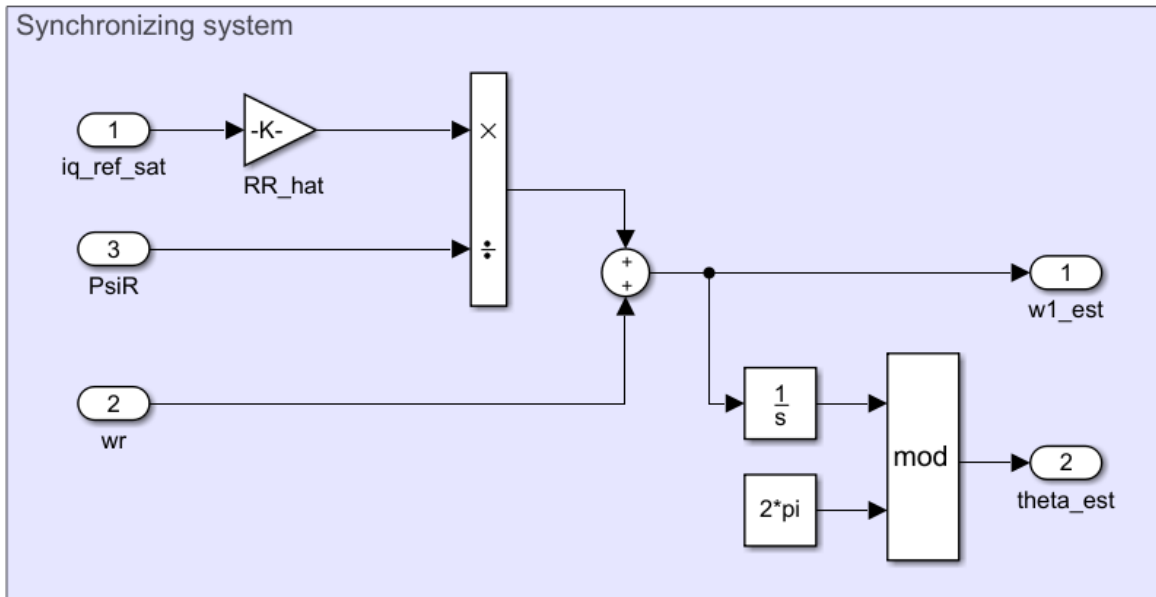 Synchronizing system
1
iq_ref_sat
-K-
RR_hat
×
3
PsiR
÷
+
+
1
w1_est
2
wr
1
s
mod
2*pi
2
theta_est